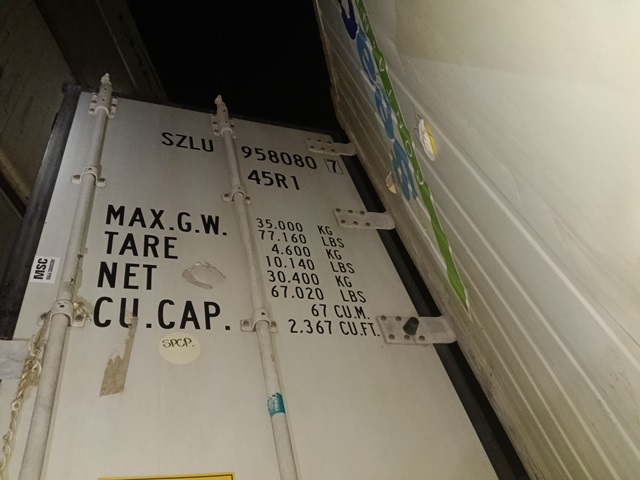 SZLU 958080 7
45R1
MAX.G.W. 35.000 KG
77.160 LBS
TARE 4.600 KG
10.140 LBS
NET 30.400 KG
67.020 LBS
CU.CAP. 67 CU.M.
2.367 CU.FT.
MSC
SPCP.